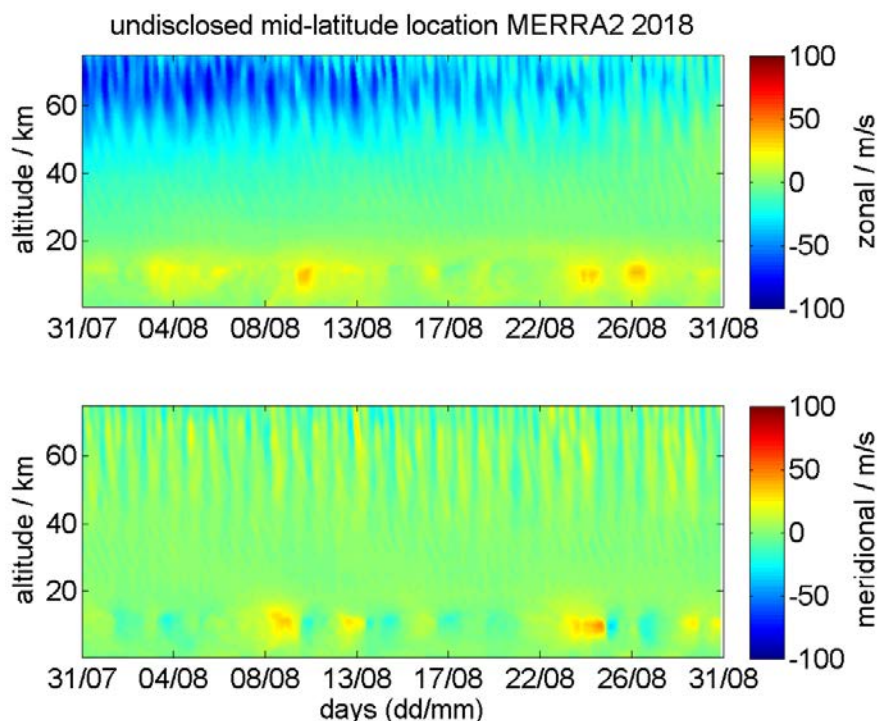 undisclosed mid-latitude location MERRA2 2018
altitude / km
60
40
20
31/07 04/08 08/08 13/08 17/08 22/08 26/08 31/08
100
50
0
-50
-100
zonal / m/s
altitude / km
60
40
20
31/07 04/08 08/08 13/08 17/08 22/08 26/08 31/08
days (dd/mm)
100
50
0
-50
-100
meridional / m/s